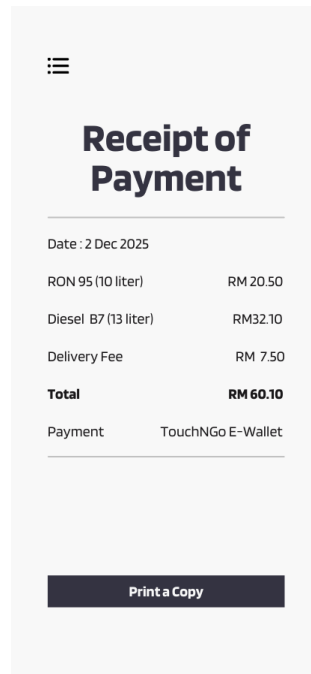 Receipt of
Payment
Date : 2 Dec 2025
RON 95 (10 liter) RM 20.50
Diesel B7 (13 liter) RM32.10
Delivery Fee RM 7.50
Total RM 60.10
Payment TouchNGo E-Wallet
Print a Copy